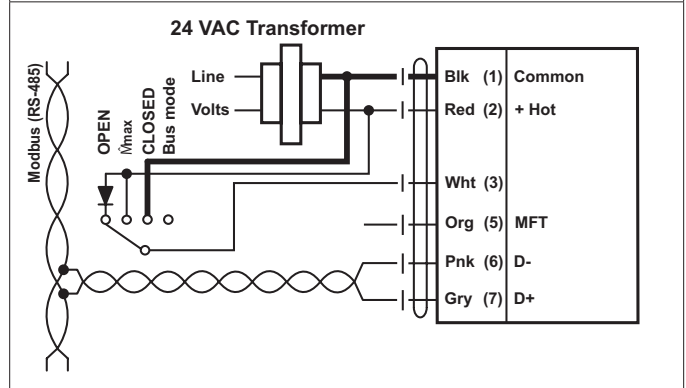 24 VAC Transformer
Modbus (RS-485)
OPEN
V̂max
CLOSED
Bus mode
Line
Volts
Blk (1) Common
Red (2) + Hot
Wht (3)
Org (5) MFT
Pnk (6) D-
Gry (7) D+